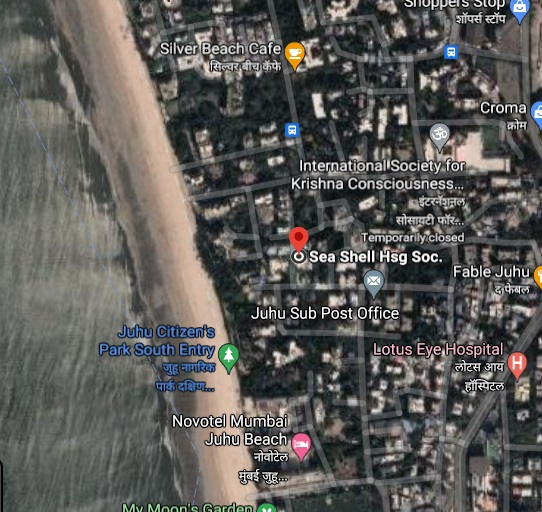 Shoppers Stop
शॉपर्स स्टॉप
Silver Beach Cafe
सिल्वर बीच कॅफे
Croma
क्रोम
International Society for
Krishna Consciousness...
इंटरनॅशनल
सोसायटी फॉर...
Temporarily closed
Sea Shell Hsg Soc.
Fable Juhu
द फेबल
Juhu Sub Post Office
Juhu Citizen's
Park South Entry
जुहू नागरिक
पार्क दक्षिण...
Lotus Eye Hospital
लोटस आय
हॉस्पिटल
Novotel Mumbai
Juhu Beach
नोवोटेल
मुंबई जुहू...
My Moon's Garden